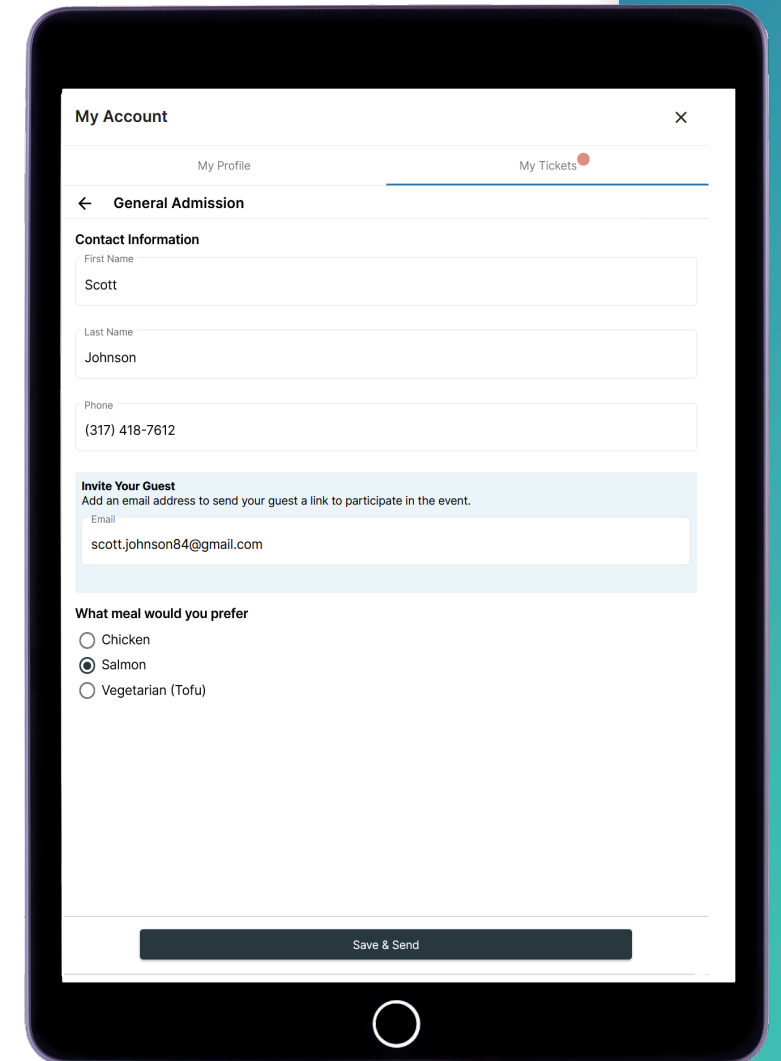 My Account
My Profile
My Tickets
General Admission
Contact Information
First Name
Scott
Last Name
Johnson
Phone
(317) 418-7612
Invite Your Guest
Add an email address to send your guest a link to participate in the event.
Email
scott.johnson84@gmail.com
What meal would you prefer
Chicken
Salmon
Vegetarian (Tofu)
Save & Send